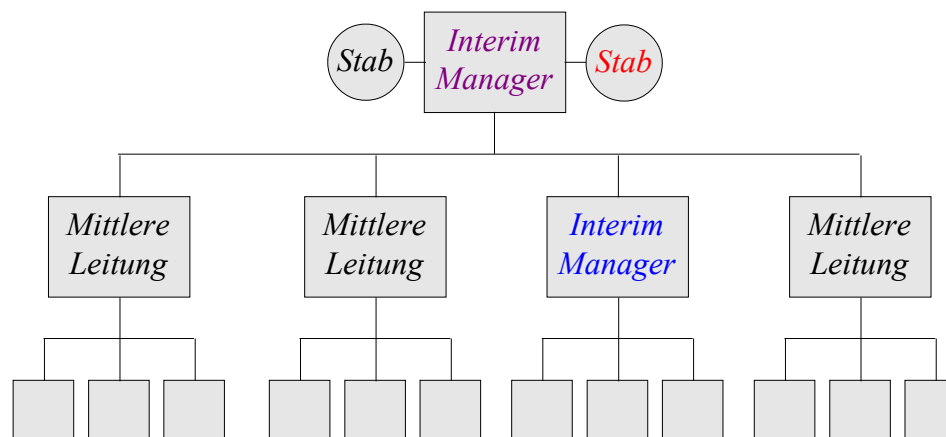 Stab
Interim
Manager
Stab
Mittlere
Leitung
Mittlere
Leitung
Interim
Manager
Mittlere
Leitung